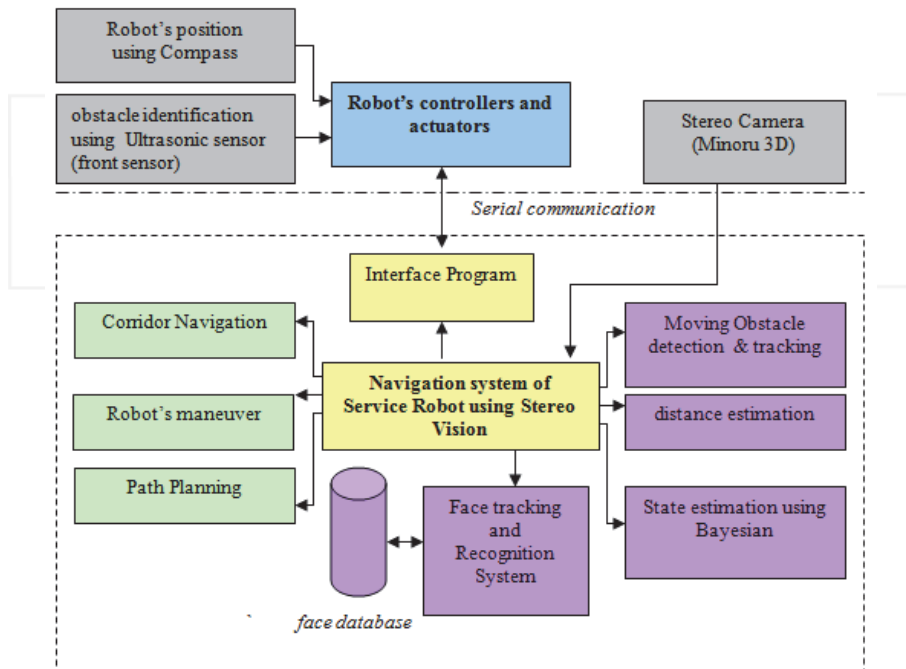 Robot's position
using Compass
obstacle identification
using Ultrasonic sensor
(front sensor)
Robot's controllers and
actuators
Stereo Camera
(Minoru 3D)
Serial communication
Interface Program
Corridor Navigation
Robot's maneuver
Path Planning
Navigation system of
Service Robot using Stereo
Vision
Moving Obstacle
detection & tracking
distance estimation
State estimation using
Bayesian
Face tracking
and
Recognition
System
` face database